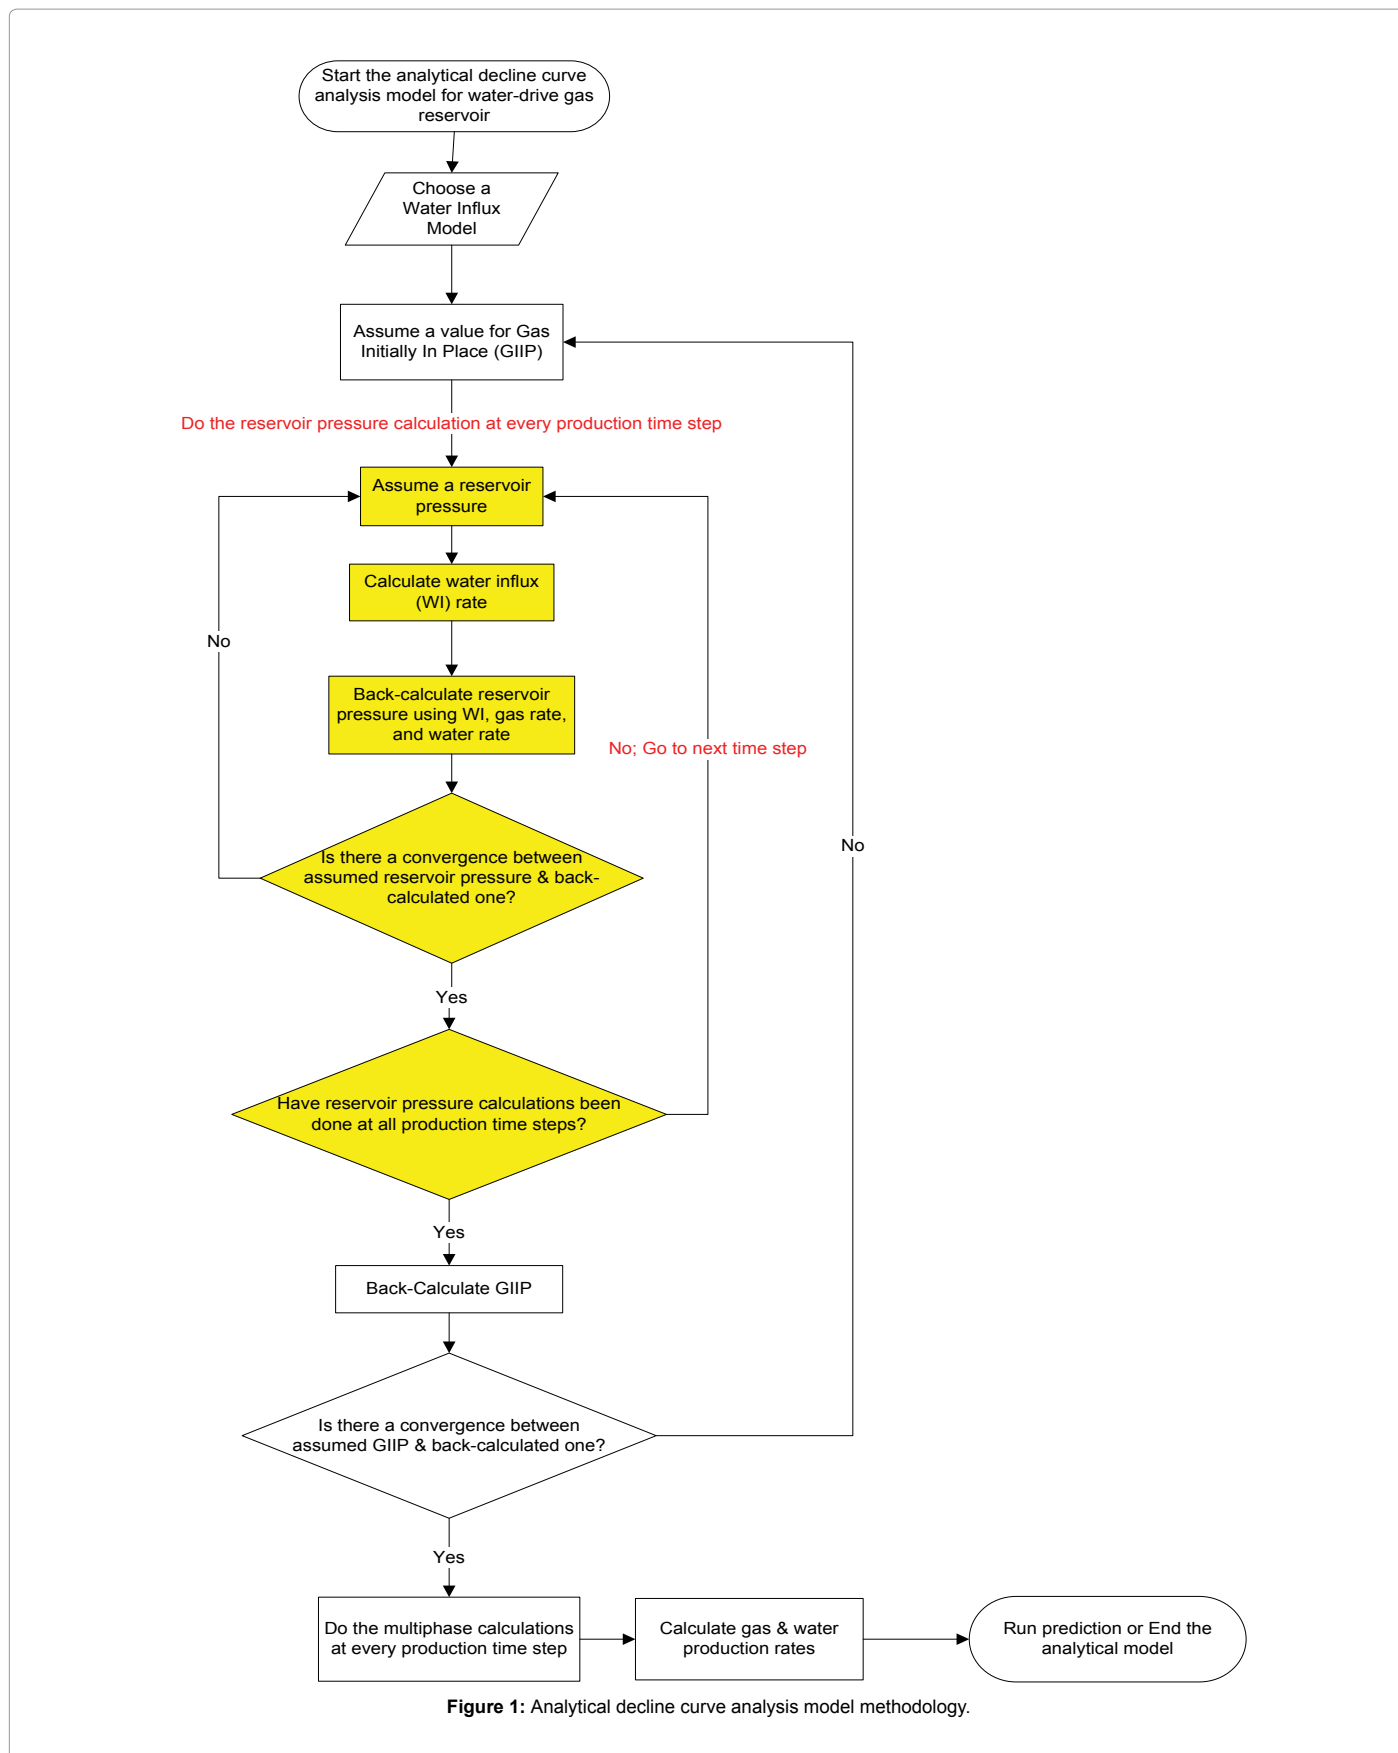 Start the analytical decline curve
analysis model for water-drive gas
reservoir
Choose a
Water Influx
Model
Assume a value for Gas
Initially In Place (GIIP)
Do the reservoir pressure calculation at every production time step
Assume a reservoir
pressure
Calculate water influx
(WI) rate
No
Back-calculate reservoir
pressure using WI, gas rate,
and water rate
No; Go to next time step
Is there a convergence between
assumed reservoir pressure & back-
calculated one?
No
Yes
Have reservoir pressure calculations been
done at all production time steps?
Yes
Back-Calculate GIIP
Is there a convergence between
assumed GIIP & back-calculated one?
Yes
Do the multiphase calculations
at every production time step
Calculate gas & water
production rates
Run prediction or End the
analytical model
Figure 1: Analytical decline curve analysis model methodology.